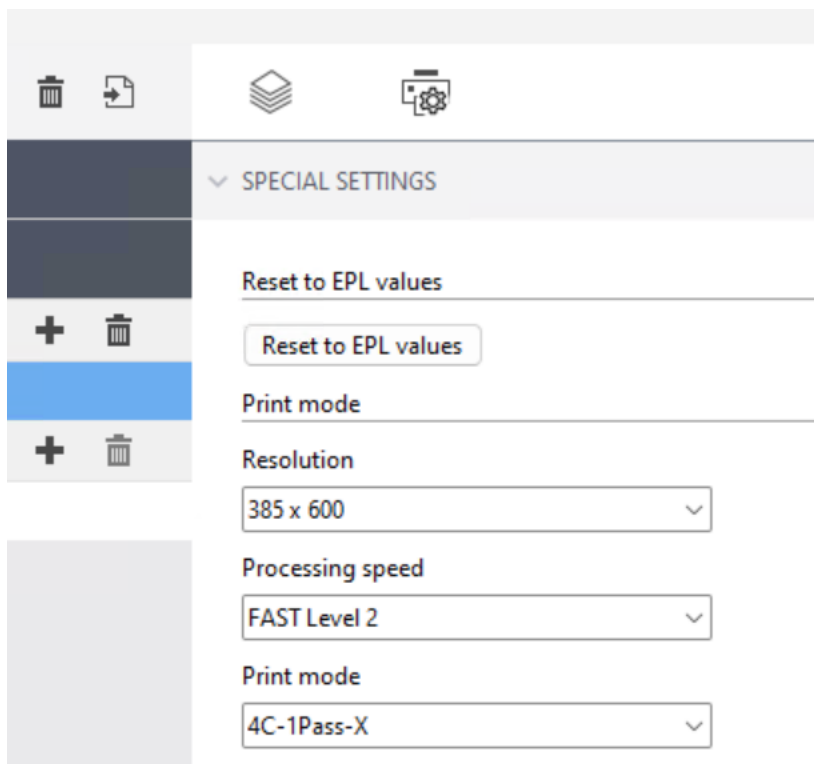 SPECIAL SETTINGS
Reset to EPL values
Reset to EPL values
Print mode
Resolution
385 x 600
Processing speed
FAST Level 2
Print mode
4C-1Pass-X